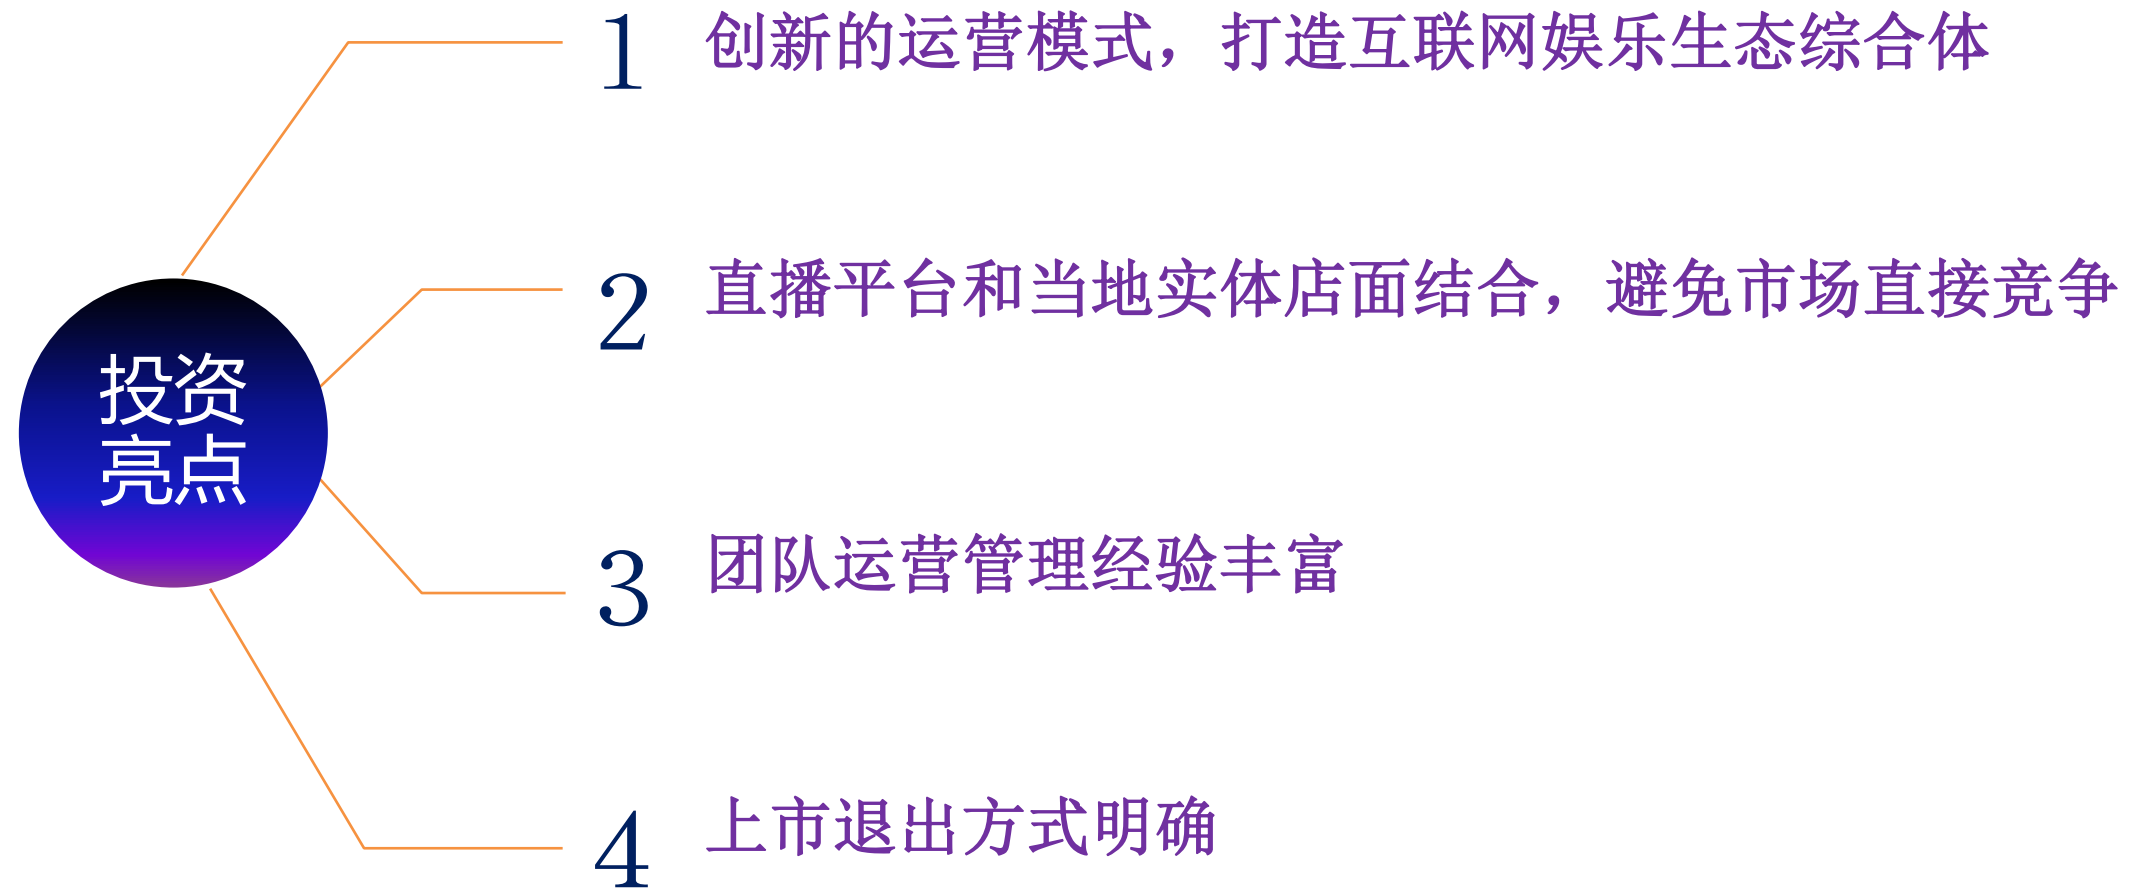 投资
亮点
1 创新的运营模式，打造互联网娱乐生态综合体
2 直播平台和当地实体店面结合，避免市场直接竞争
3 团队运营管理经验丰富
4 上市退出方式明确